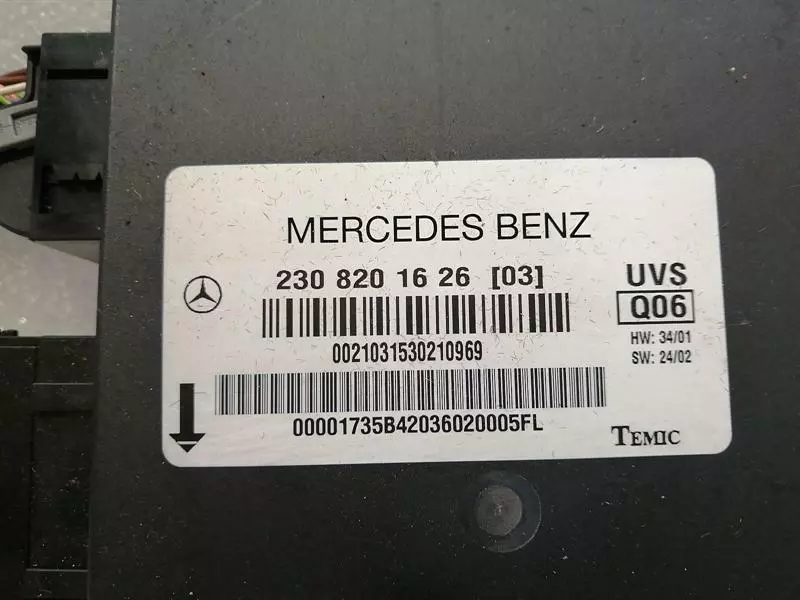 MERCEDES BENZ
230 820 16 26 [03]
UVS
Q06
0021031530210969
HW: 34/01
SW: 24/02
00001735B42036020005FL
TEMIC